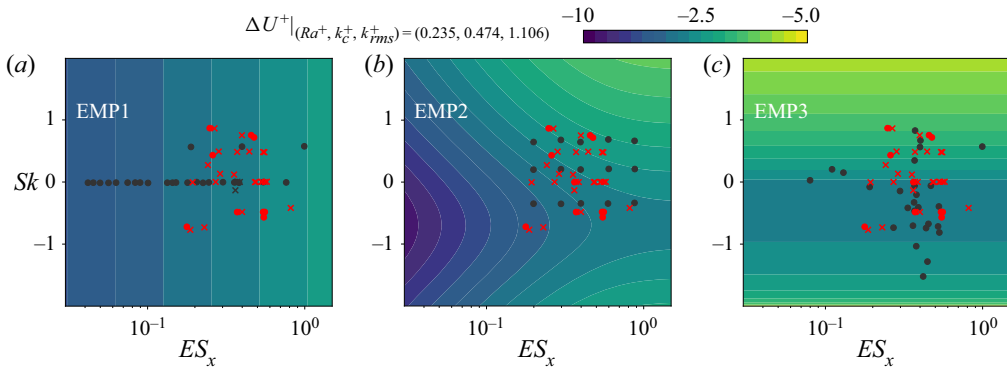 ΔU⁺|(Ra⁺, k_c⁺, k_rms⁺) = (0.235, 0.474, 1.106) −10 −2.5 −5.0
(a) (b) (c)
EMP1 EMP2 EMP3
1 1 1
Sk 0 0 0
−1 −1 −1
10⁻¹ 10⁰ 10⁻¹ 10⁰ 10⁻¹ 10⁰
ES_x ES_x ES_x